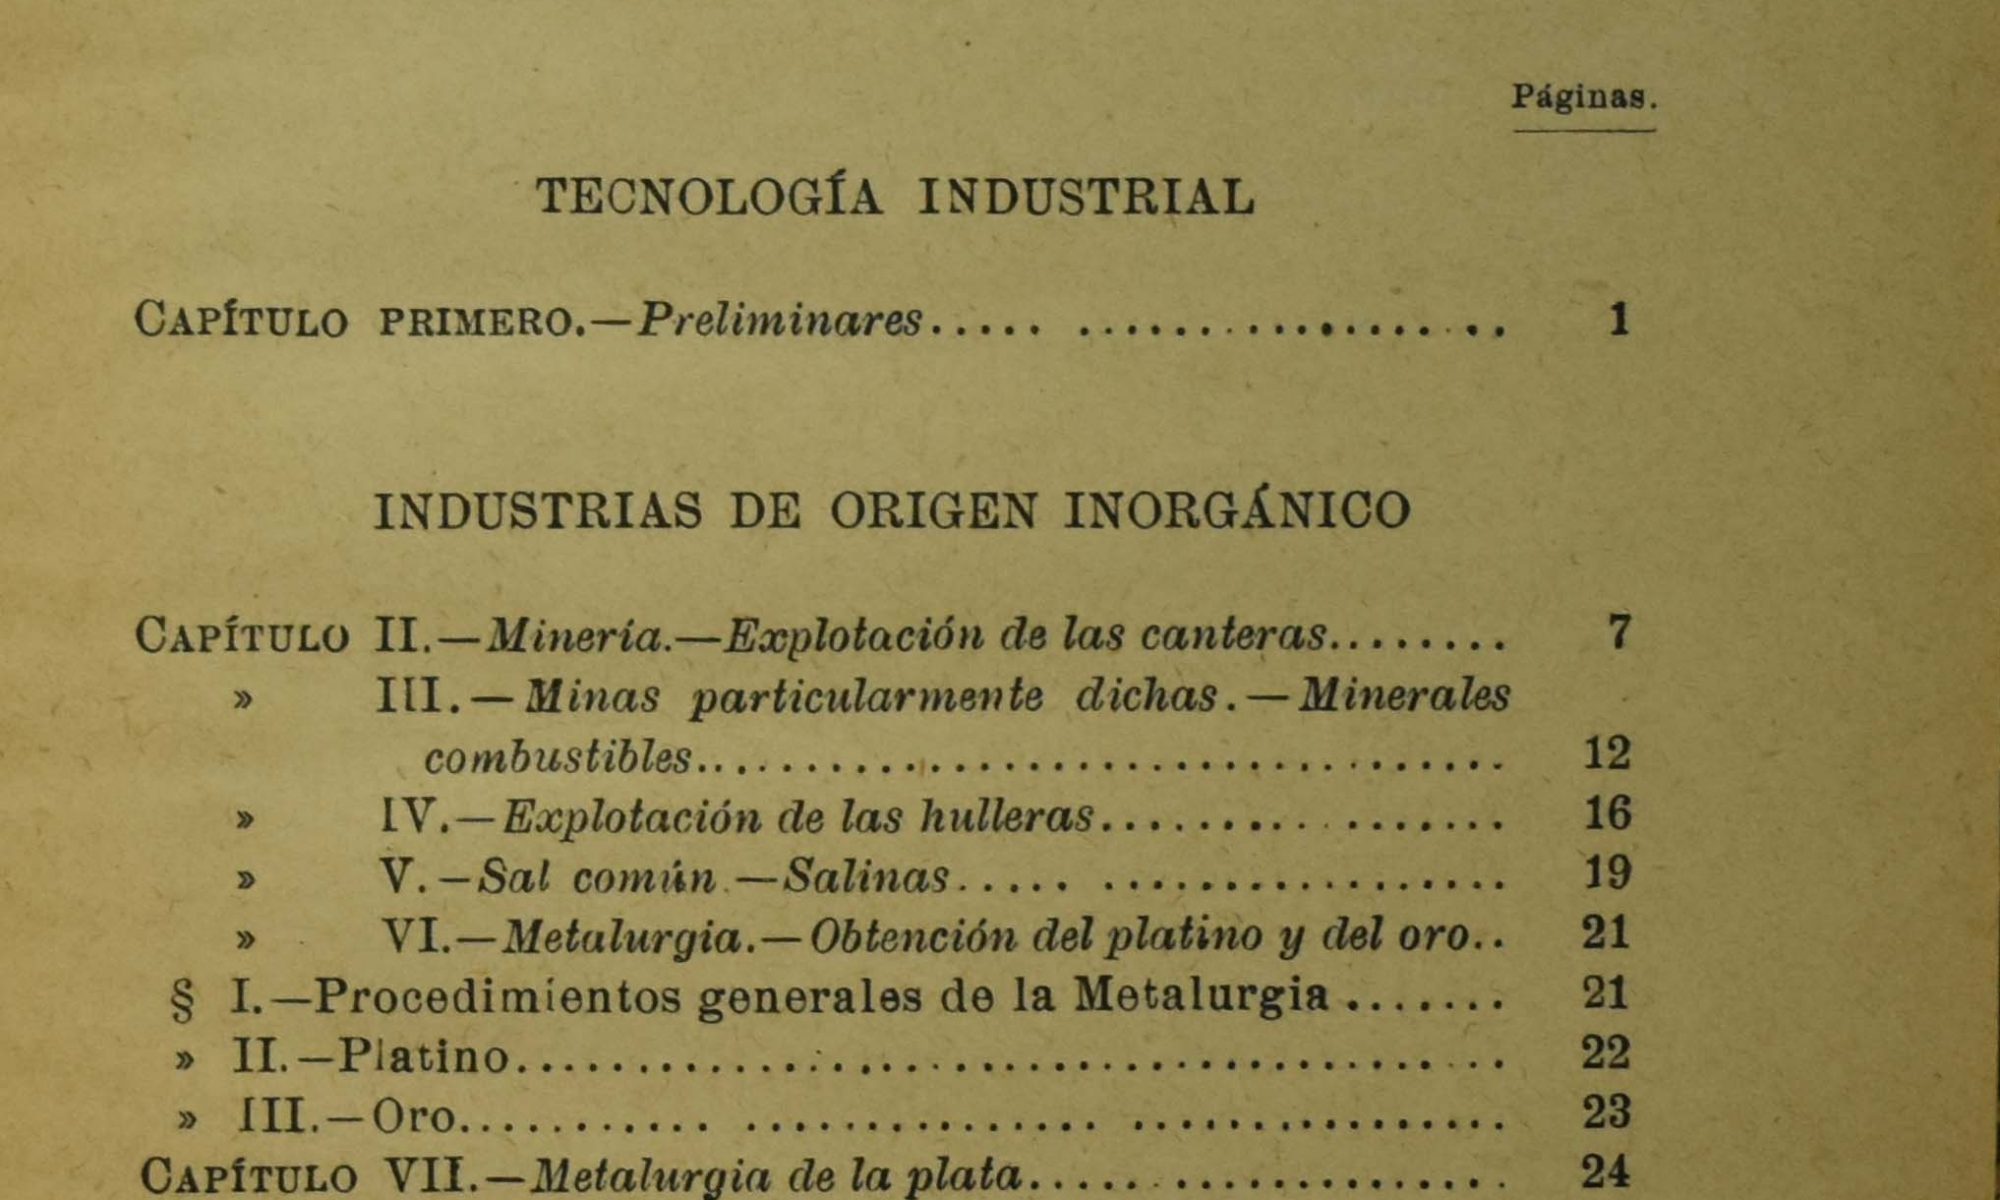 Páginas.
TECNOLOGÍA INDUSTRIAL
CAPÍTULO PRIMERO.—Preliminares..... .................. 1
INDUSTRIAS DE ORIGEN INORGÁNICO
CAPÍTULO II.—Minería.—Explotación de las canteras........ 7
» III.—Minas particularmente dichas.—Minerales
combustibles.................................. 12
» IV.—Explotación de las hulleras.................. 16
» V.—Sal común.—Salinas..... ................. 19
» VI.—Metalurgia.—Obtención del platino y del oro.. 21
§ I.—Procedimientos generales de la Metalurgia....... 21
» II.—Platino.......................................... 22
» III.—Oro........... ............... ................ 23
CAPÍTULO VII.—Metalurgia de la plata..................... 24